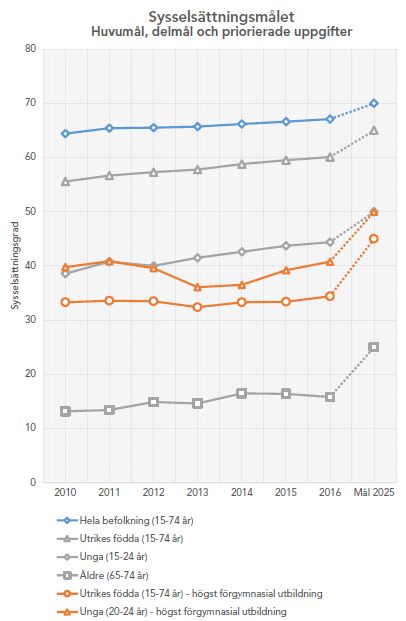 Sysselsättningsmålet
Huvumål, delmål och priorierade uppgifter
80
70
60
50
40
30
20
10
0
Sysselsättningsgrad
2010 2011 2012 2013 2014 2015 2016 Mål 2025
Hela befolkning (15-74 år)
Utrikes födda (15-74 år)
Unga (15-24 år)
Äldre (65-74 år)
Utrikes födda (15-74 år) - högst förgymnasial utbildning
Unga (20-24 år) - högst förgymnasial utbildning